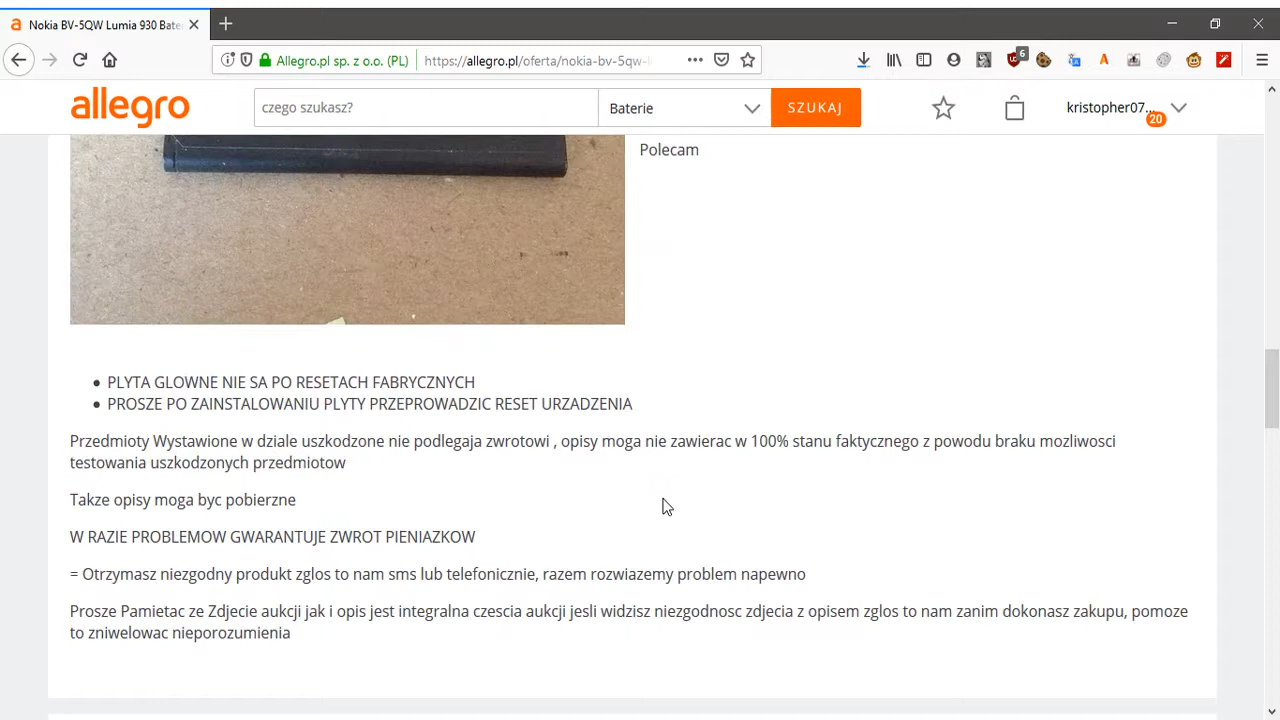 Nokia BV-5QW Lumia 930 Bate
Allegro.pl sp. z o.o. (PL)
https://allegro.pl/oferta/nokia-bv-5qw-
6
allegro
czego szukasz?
Baterie
SZUKAJ
kristopher07...
20
Polecam
PLYTA GLOWNE NIE SA PO RESETACH FABRYCZNYCH
PROSZE PO ZAINSTALOWANIU PLYTY PRZEPROWADZIC RESET URZADZENIA
Przedmioty Wystawione w dziale uszkodzone nie podlegaja zwrotowi , opisy moga nie zawierac w 100% stanu faktycznego z powodu braku mozliwosci
testowania uszkodzonych przedmiotow
Takze opisy moga byc pobierzne
W RAZIE PROBLEMOW GWARANTUJE ZWROT PIENIAZKOW
= Otrzymasz niezgodny produkt zglos to nam sms lub telefonicznie, razem rozwiazemy problem napewno
Prosze Pamietac ze Zdjecie aukcji jak i opis jest integralna czescia aukcji jesli widzisz niezgodnosc zdjecia z opisem zglos to nam zanim dokonasz zakupu, pomoze
to zniwelowac nieporozumienia